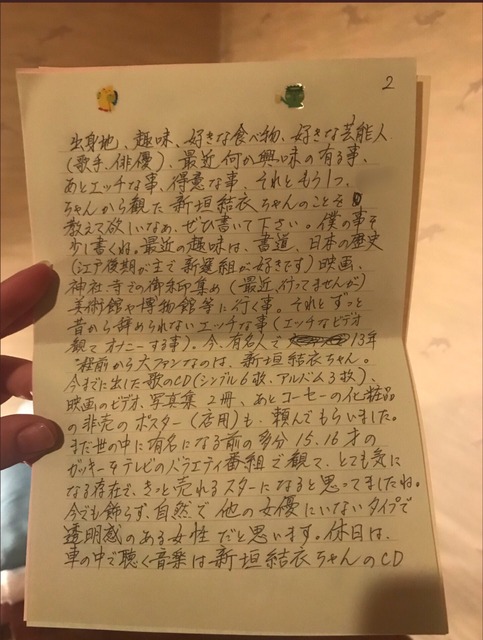 2
出身地、趣味、好きな食べ物、好きな芸能人
(歌手、俳優)、最近何か興味の有る事、
あとエッチな事、得意な事、それともう1つ、
ちゃんから観た新垣結衣ちゃんのことを
教えて欲しいなぁ、ぜひ書いて下さい。僕の事を
少し書くね。最近の趣味は、書道、日本の歴史
(江戸後期が主で新選組が好きです)映画、
神社寺での御朱印集め(最近、行ってませんが)
美術館や博物館等に行く事。それとずっと
昔から辞められないエッチな事(エッチなビデオ
観てオナニーする事)、今、有名人で13年
程前から大ファンなのは、新垣結衣ちゃん。
今までに出した歌のCD(シングル6枚、アルバム3枚)、
映画のビデオ、写真集2冊、あとコーセーの化粧品
の非売のポスター(店用)も、頼んでもらいました。
まだ世の中に有名になる前の多分15、16才の
ガッキーをテレビのバラエティ番組で観て、とても気に
なる存在で、きっと売れるスターになると思ってましたね。
今でも飾らず、自然で他の女優にいないタイプで
透明感のある女性だと思います。休日は、
車の中で聴く音楽は新垣結衣ちゃんのCD